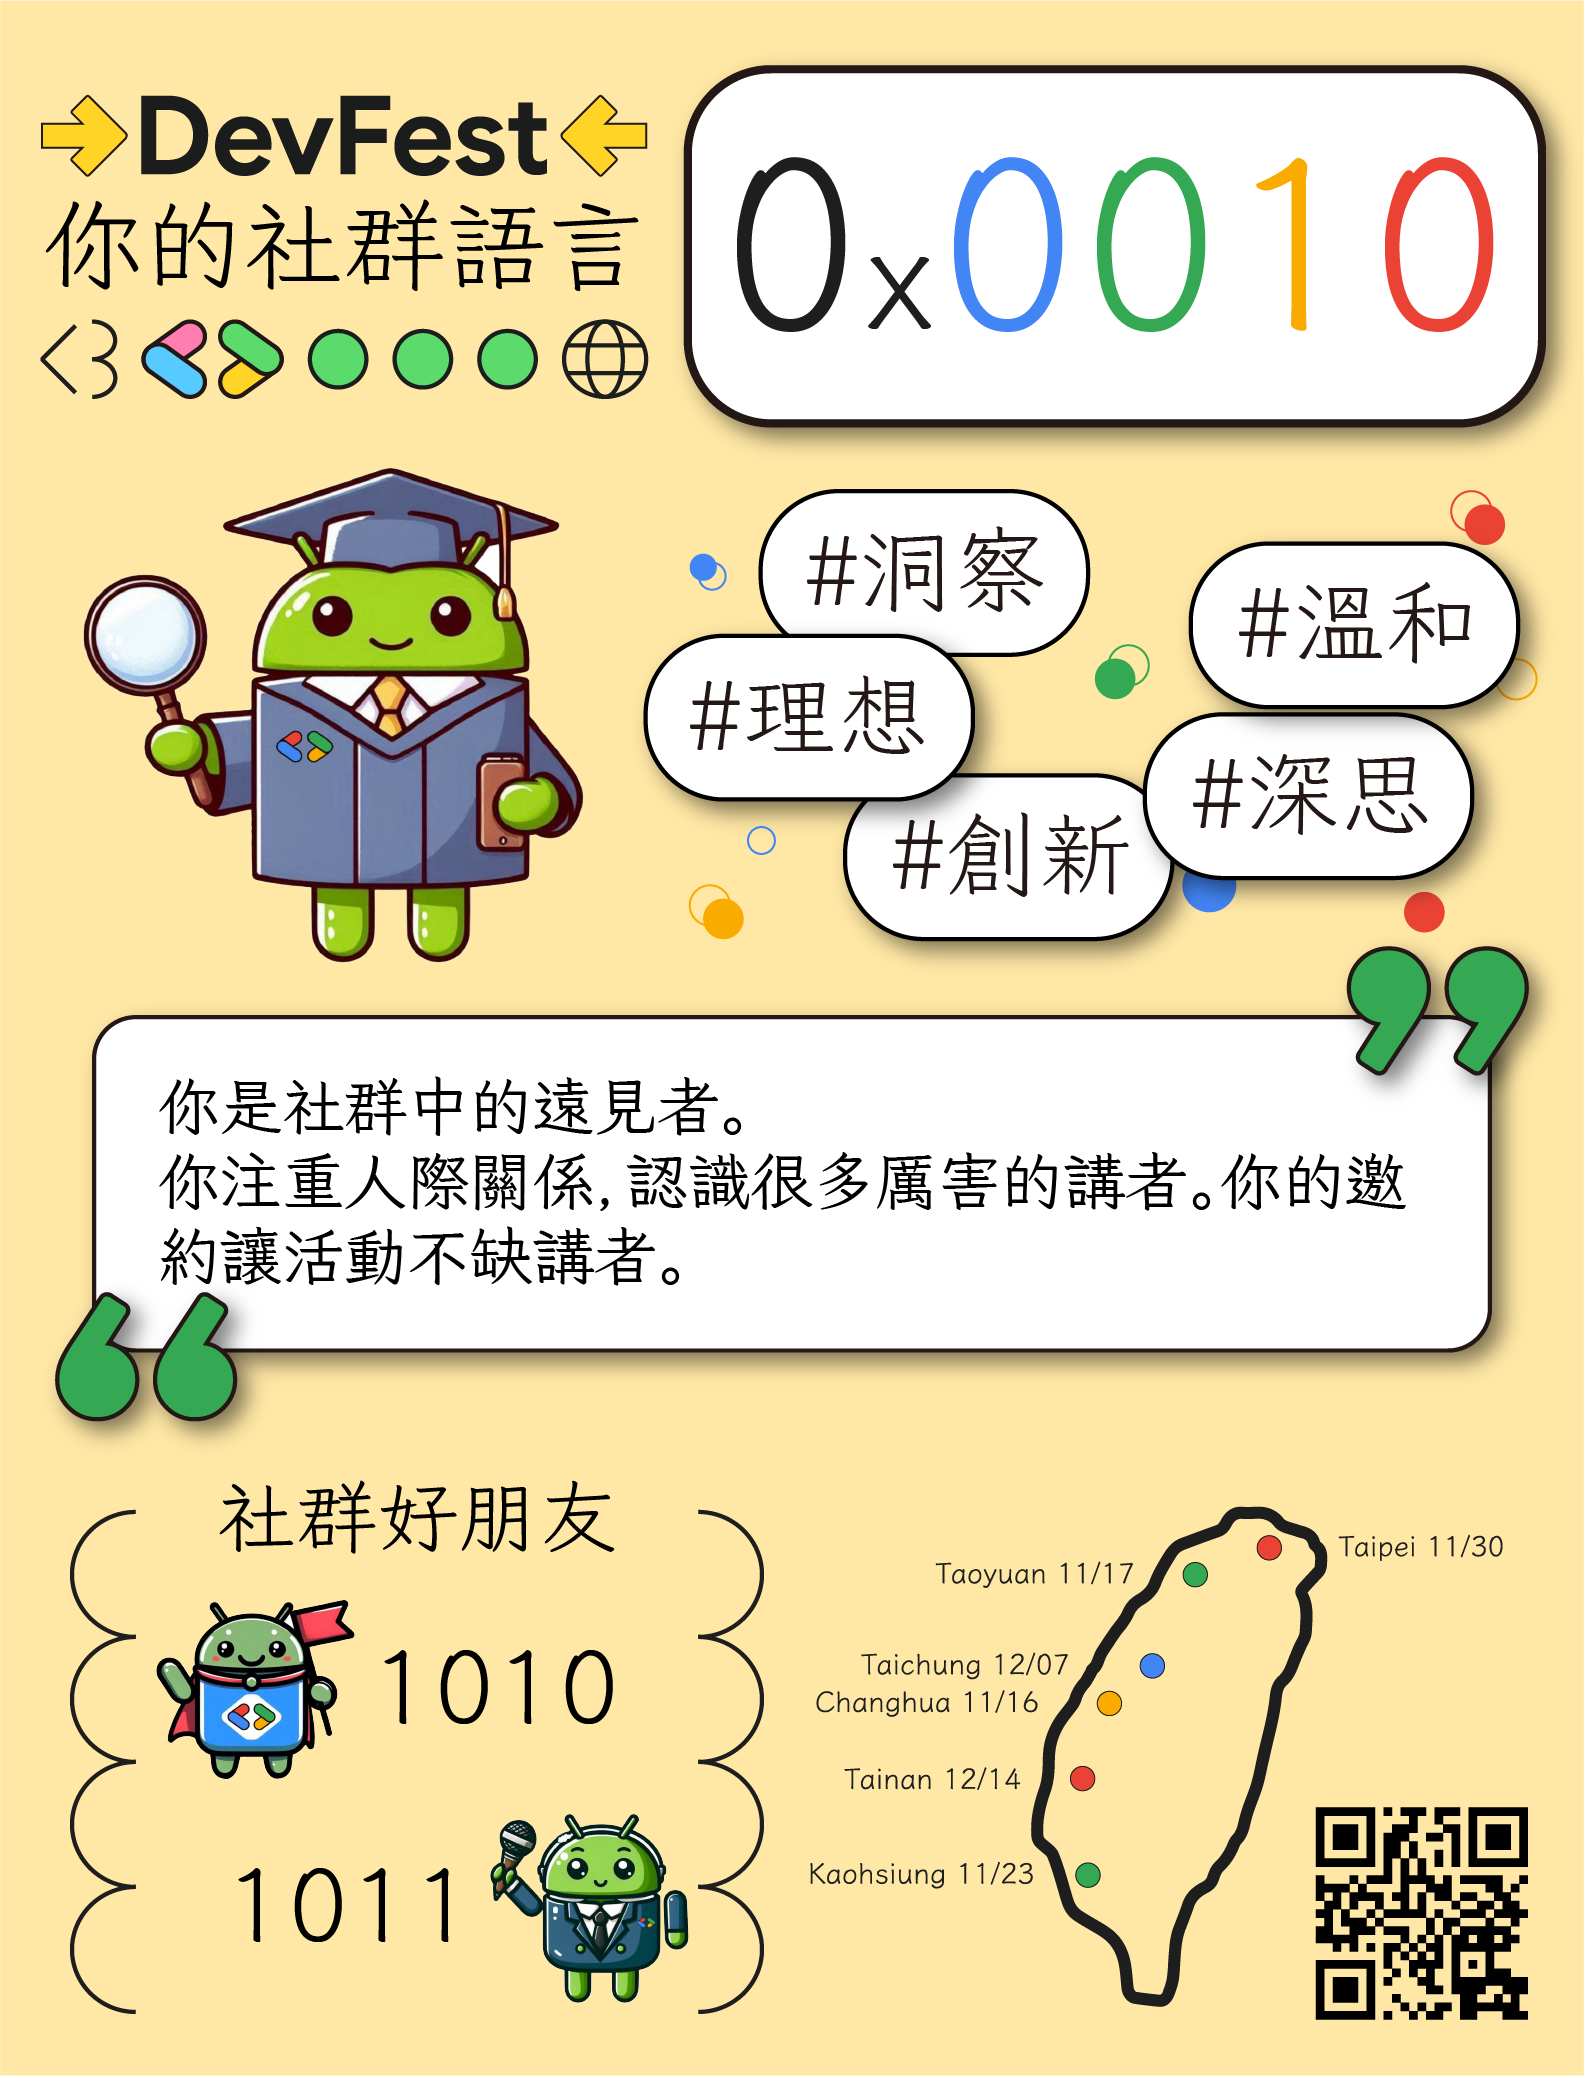 DevFest
你的社群語言
0x0010
#洞察
#溫和
#理想
#深思
#創新
你是社群中的遠見者。
你注重人際關係,認識很多厲害的講者。你的邀
約讓活動不缺講者。
社群好朋友
1010
1011
Taipei 11/30
Taoyuan 11/17
Taichung 12/07
Changhua 11/16
Tainan 12/14
Kaohsiung 11/23